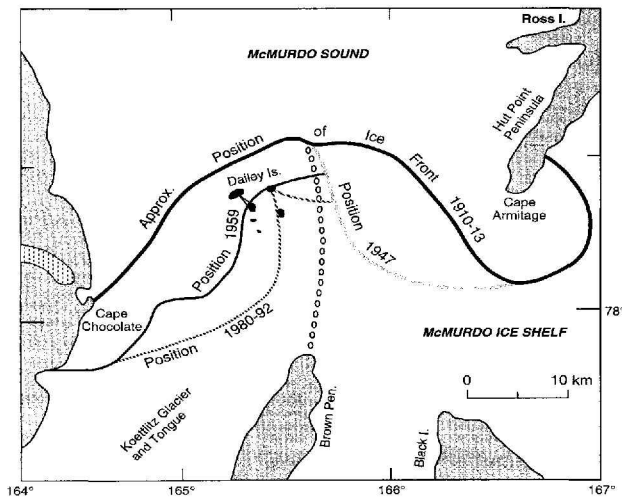 Ross I.
McMURDO SOUND
Hut Point
Peninsula
Approx. Position of Ice Front 1910-13
Dailey Is.
Cape
Armitage
Position 1959
Position 1947
Cape
Chocolate
78°
McMURDO ICE SHELF
Position 1980-92
0 10 km
Koettlitz Glacier
and Tongue
Brown Pen.
Black I.
164° 165° 166° 167°